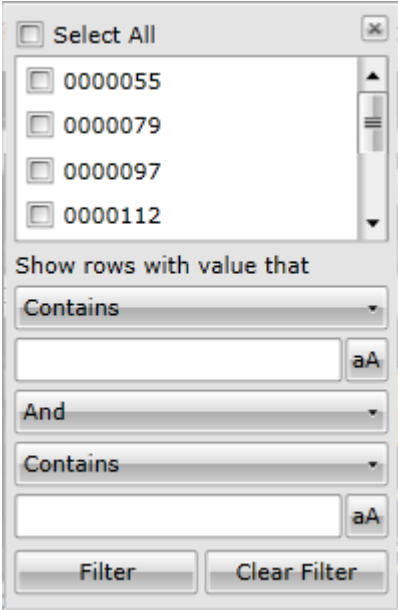 Select All
0000055
0000079
0000097
0000112
Show rows with value that
Contains
aA
And
Contains
aA
Filter Clear Filter